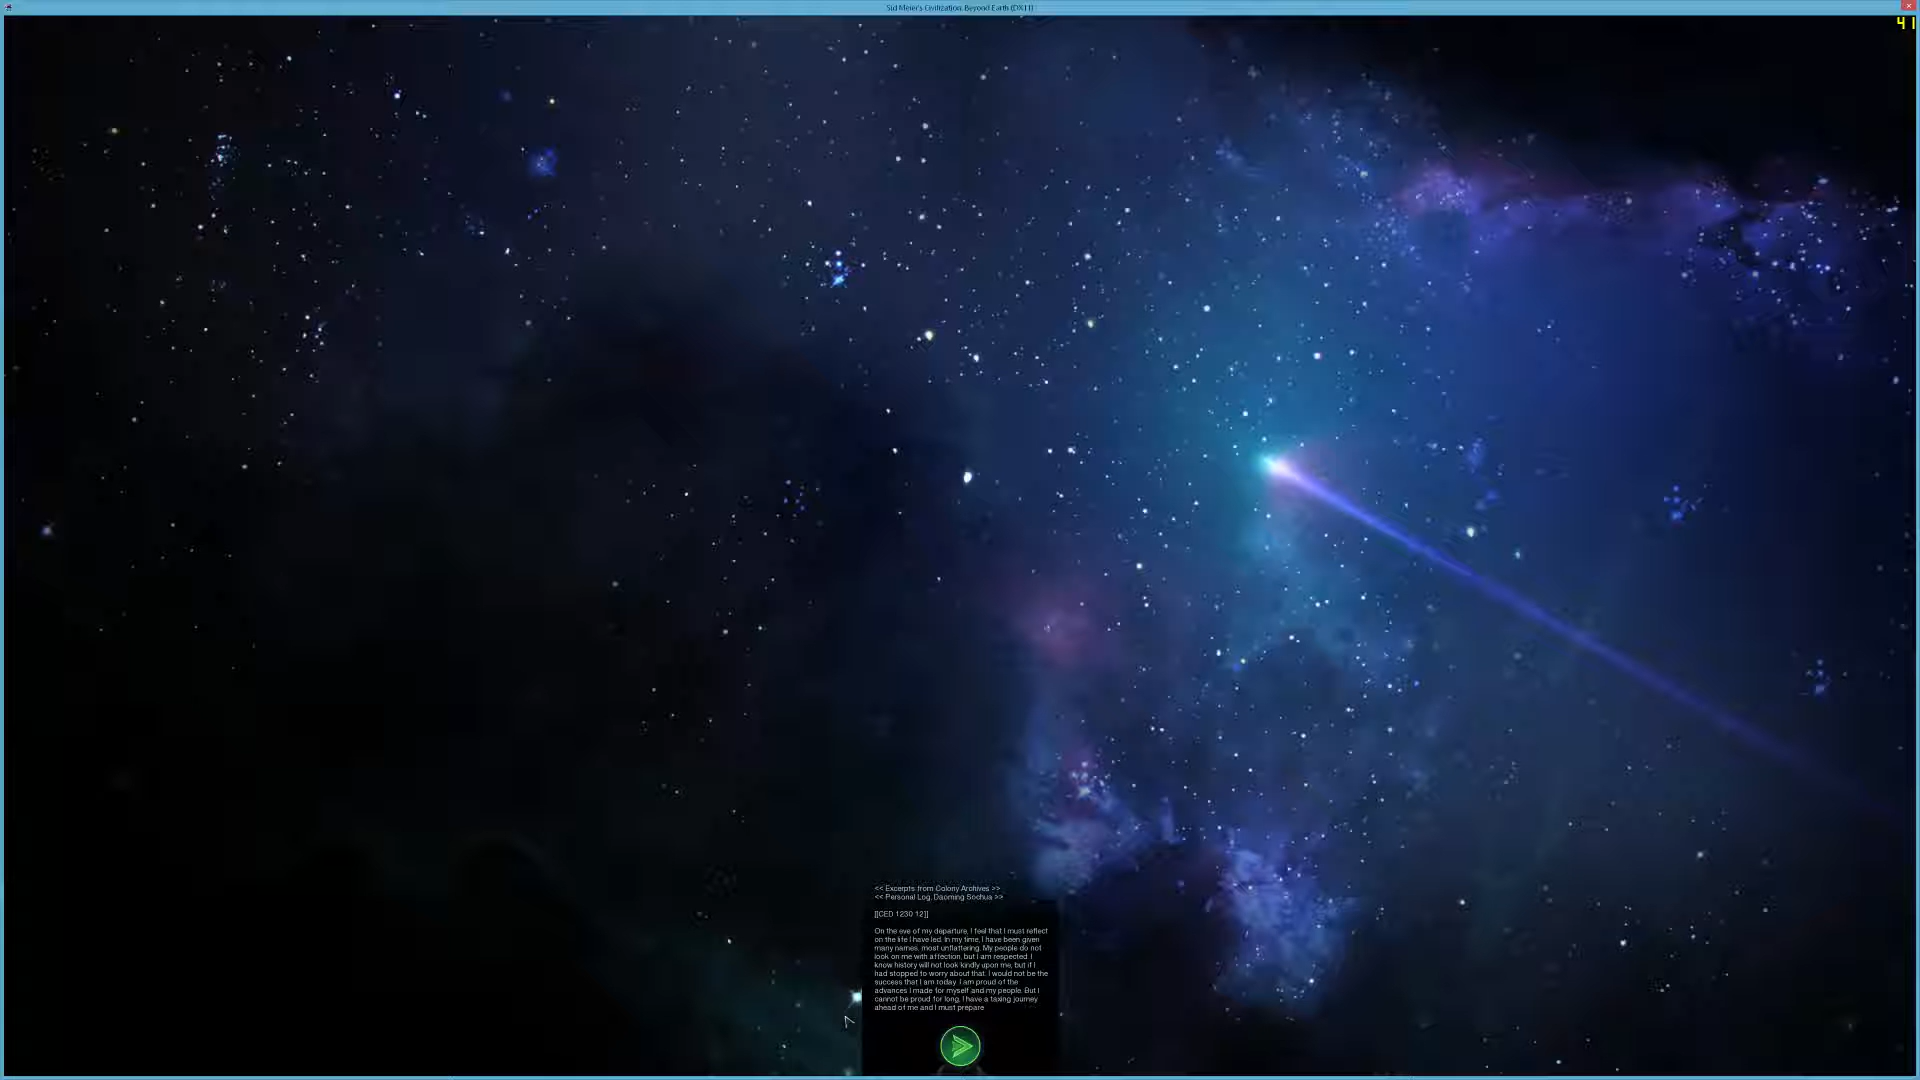 Sid Meier's Civilization: Beyond Earth (DX11)
41
<< Excerpts from Colony Archives >>
<< Personal Log, Daoming Sochua >>
[[CED 1230 12]]
On the eve of my departure, I feel that I must reflect
on the life I have led. In my time, I have been given
many names, most unflattering. My people do not
look on me with affection, but I am respected. I
know history will not look kindly upon me, but if I
had stopped to worry about that, I would not be the
success that I am today. I am proud of the
advances I made for myself and my people. But I
cannot be proud for long, I have a taxing journey
ahead of me and I must prepare